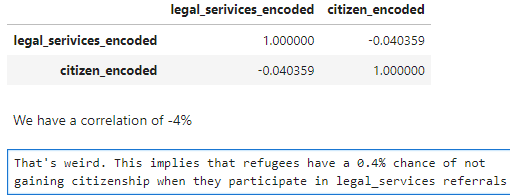 legal_serivices_encoded citizen_encoded
legal_serivices_encoded 1.000000 -0.040359
citizen_encoded -0.040359 1.000000
We have a correlation of -4%
That's weird. This implies that refugees have a 0.4% chance of not
gaining citizenship when they participate in legal_services referrals